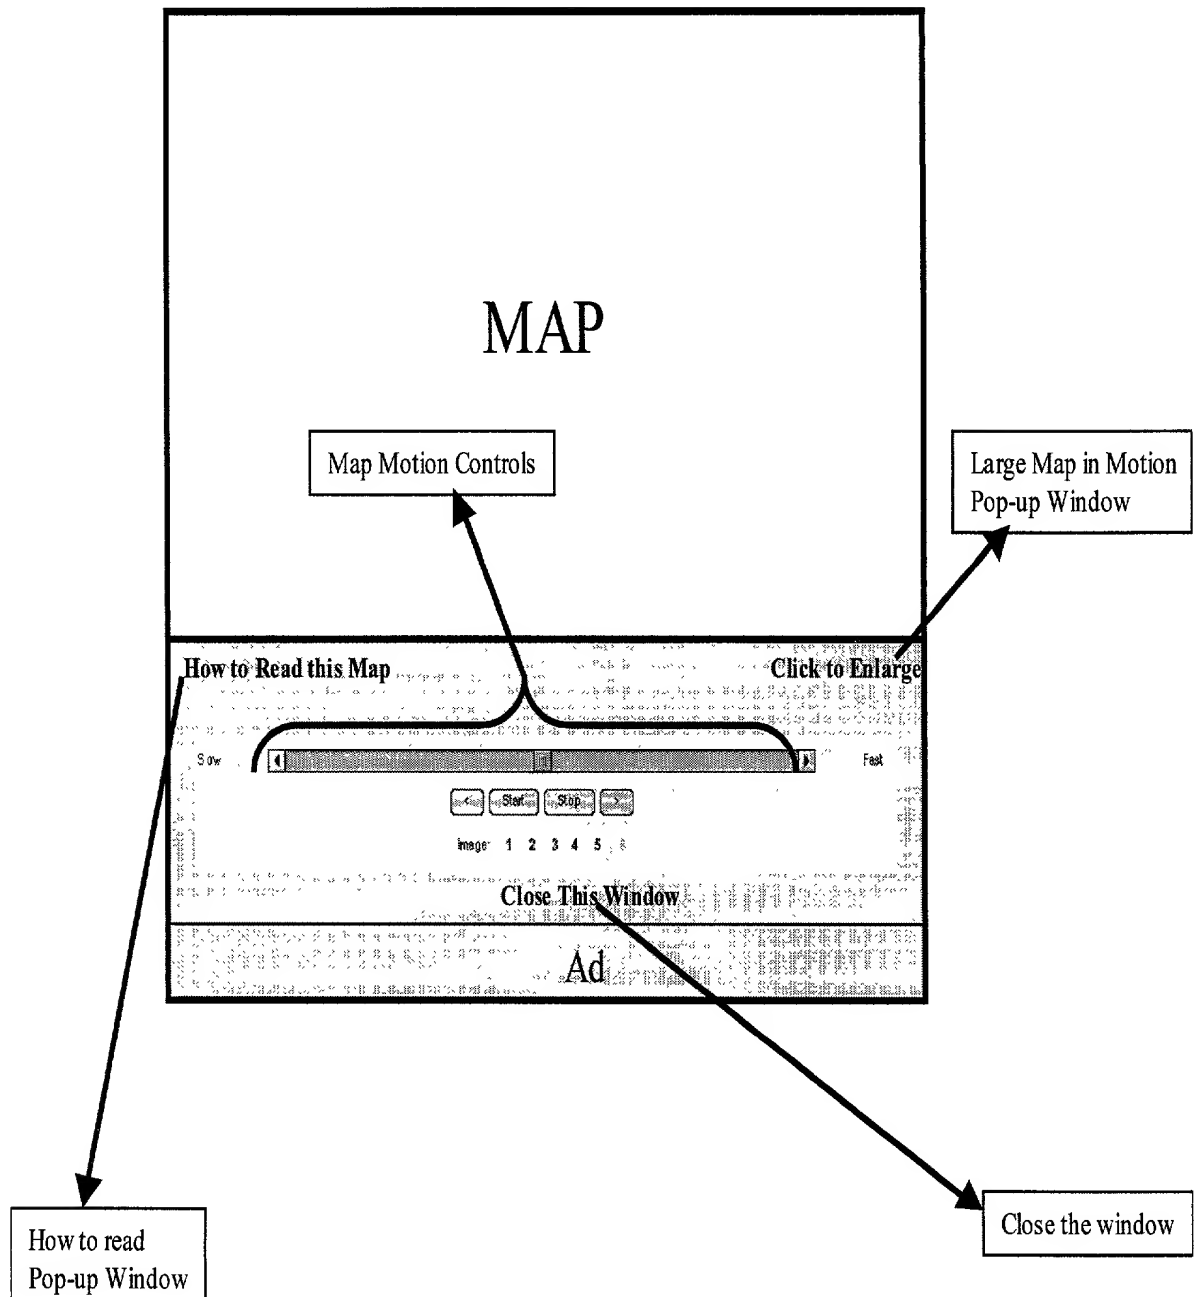 MAP
Map Motion Controls
Large Map in Motion
Pop-up Window
How to Read this Map
Click to Enlarge
Slow
Fast
< Start Stop >
Image: 1 2 3 4 5 6
Close This Window
Ad
Close the window
How to read
Pop-up Window